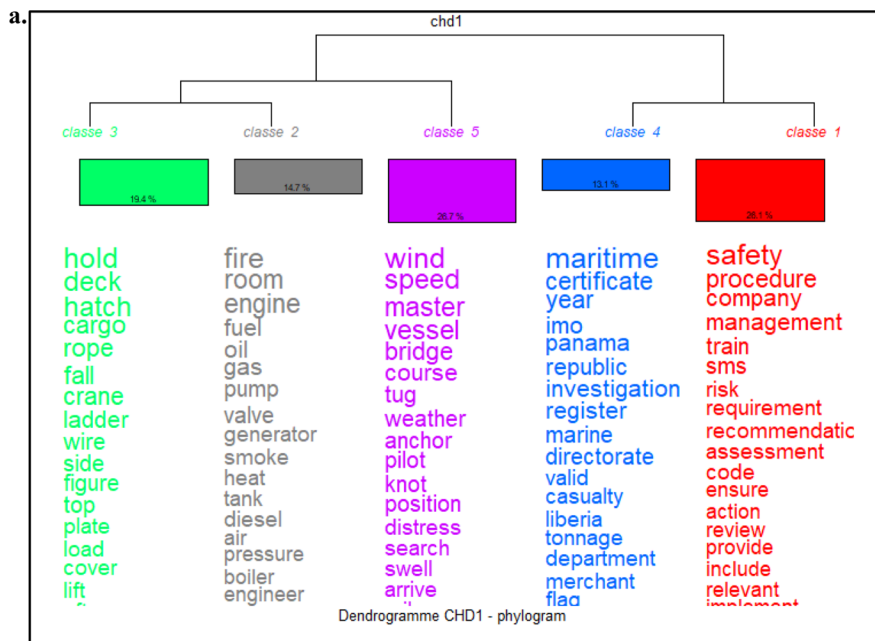 a.
chd1
classe 3
classe 2
classe 5
classe 4
classe 1
19.4 %
14.7 %
26.7 %
13.1 %
26.1 %
hold
deck
hatch
cargo
rope
fall
crane
ladder
wire
side
figure
top
plate
load
cover
lift
fire
room
engine
fuel
oil
gas
pump
valve
generator
smoke
heat
tank
diesel
air
pressure
boiler
engineer
wind
speed
master
vessel
bridge
course
tug
weather
anchor
pilot
knot
position
distress
search
swell
arrive
maritime
certificate
year
imo
panama
republic
investigation
register
marine
directorate
valid
casualty
liberia
tonnage
department
merchant
flag
safety
procedure
company
management
train
sms
risk
requirement
recommendatic
assessment
code
ensure
action
review
provide
include
relevant
implement
Dendrogramme CHD1 - phylogram